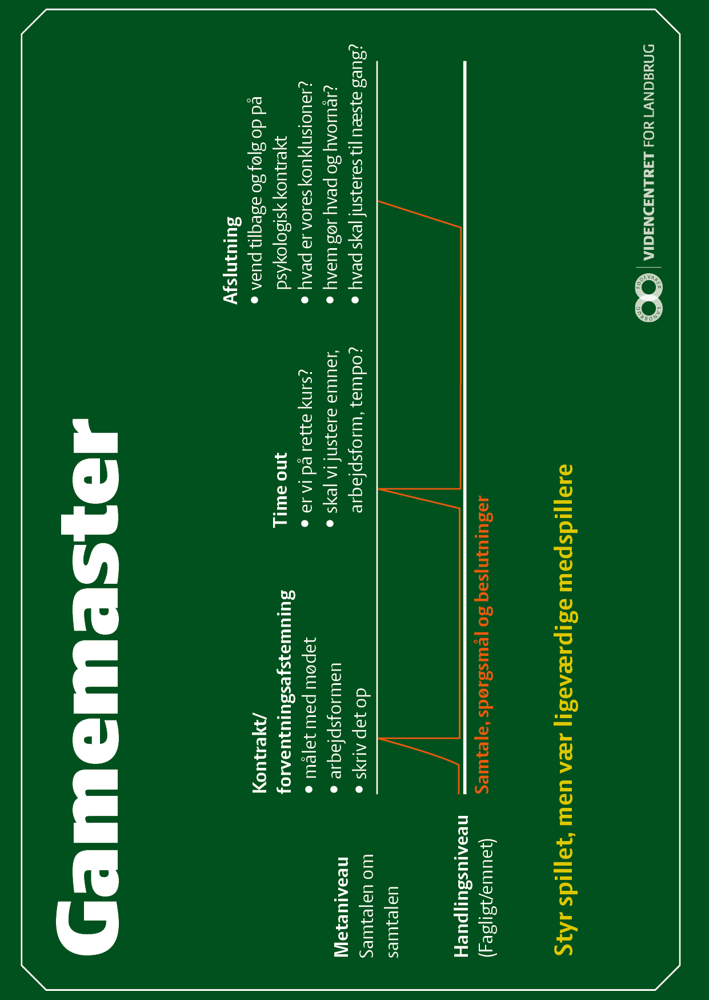 Gamemaster
Kontrakt/
forventningsafstemning
• målet med mødet
• arbejdsformen
• skriv det op
Time out
• er vi på rette kurs?
• skal vi justere emner,
arbejdsform, tempo?
Afslutning
• vend tilbage og følg op på
psykologisk kontrakt
• hvad er vores konklusioner?
• hvem gør hvad og hvornår?
• hvad skal justeres til næste gang?
Metaniveau
Samtalen om
samtalen
Handlingsniveau
(Fagligt/emnet)
Samtale, spørgsmål og beslutninger
Styr spillet, men vær ligeværdige medspillere
LANDBRUG FØDEVARER
VIDENCENTRET FOR LANDBRUG